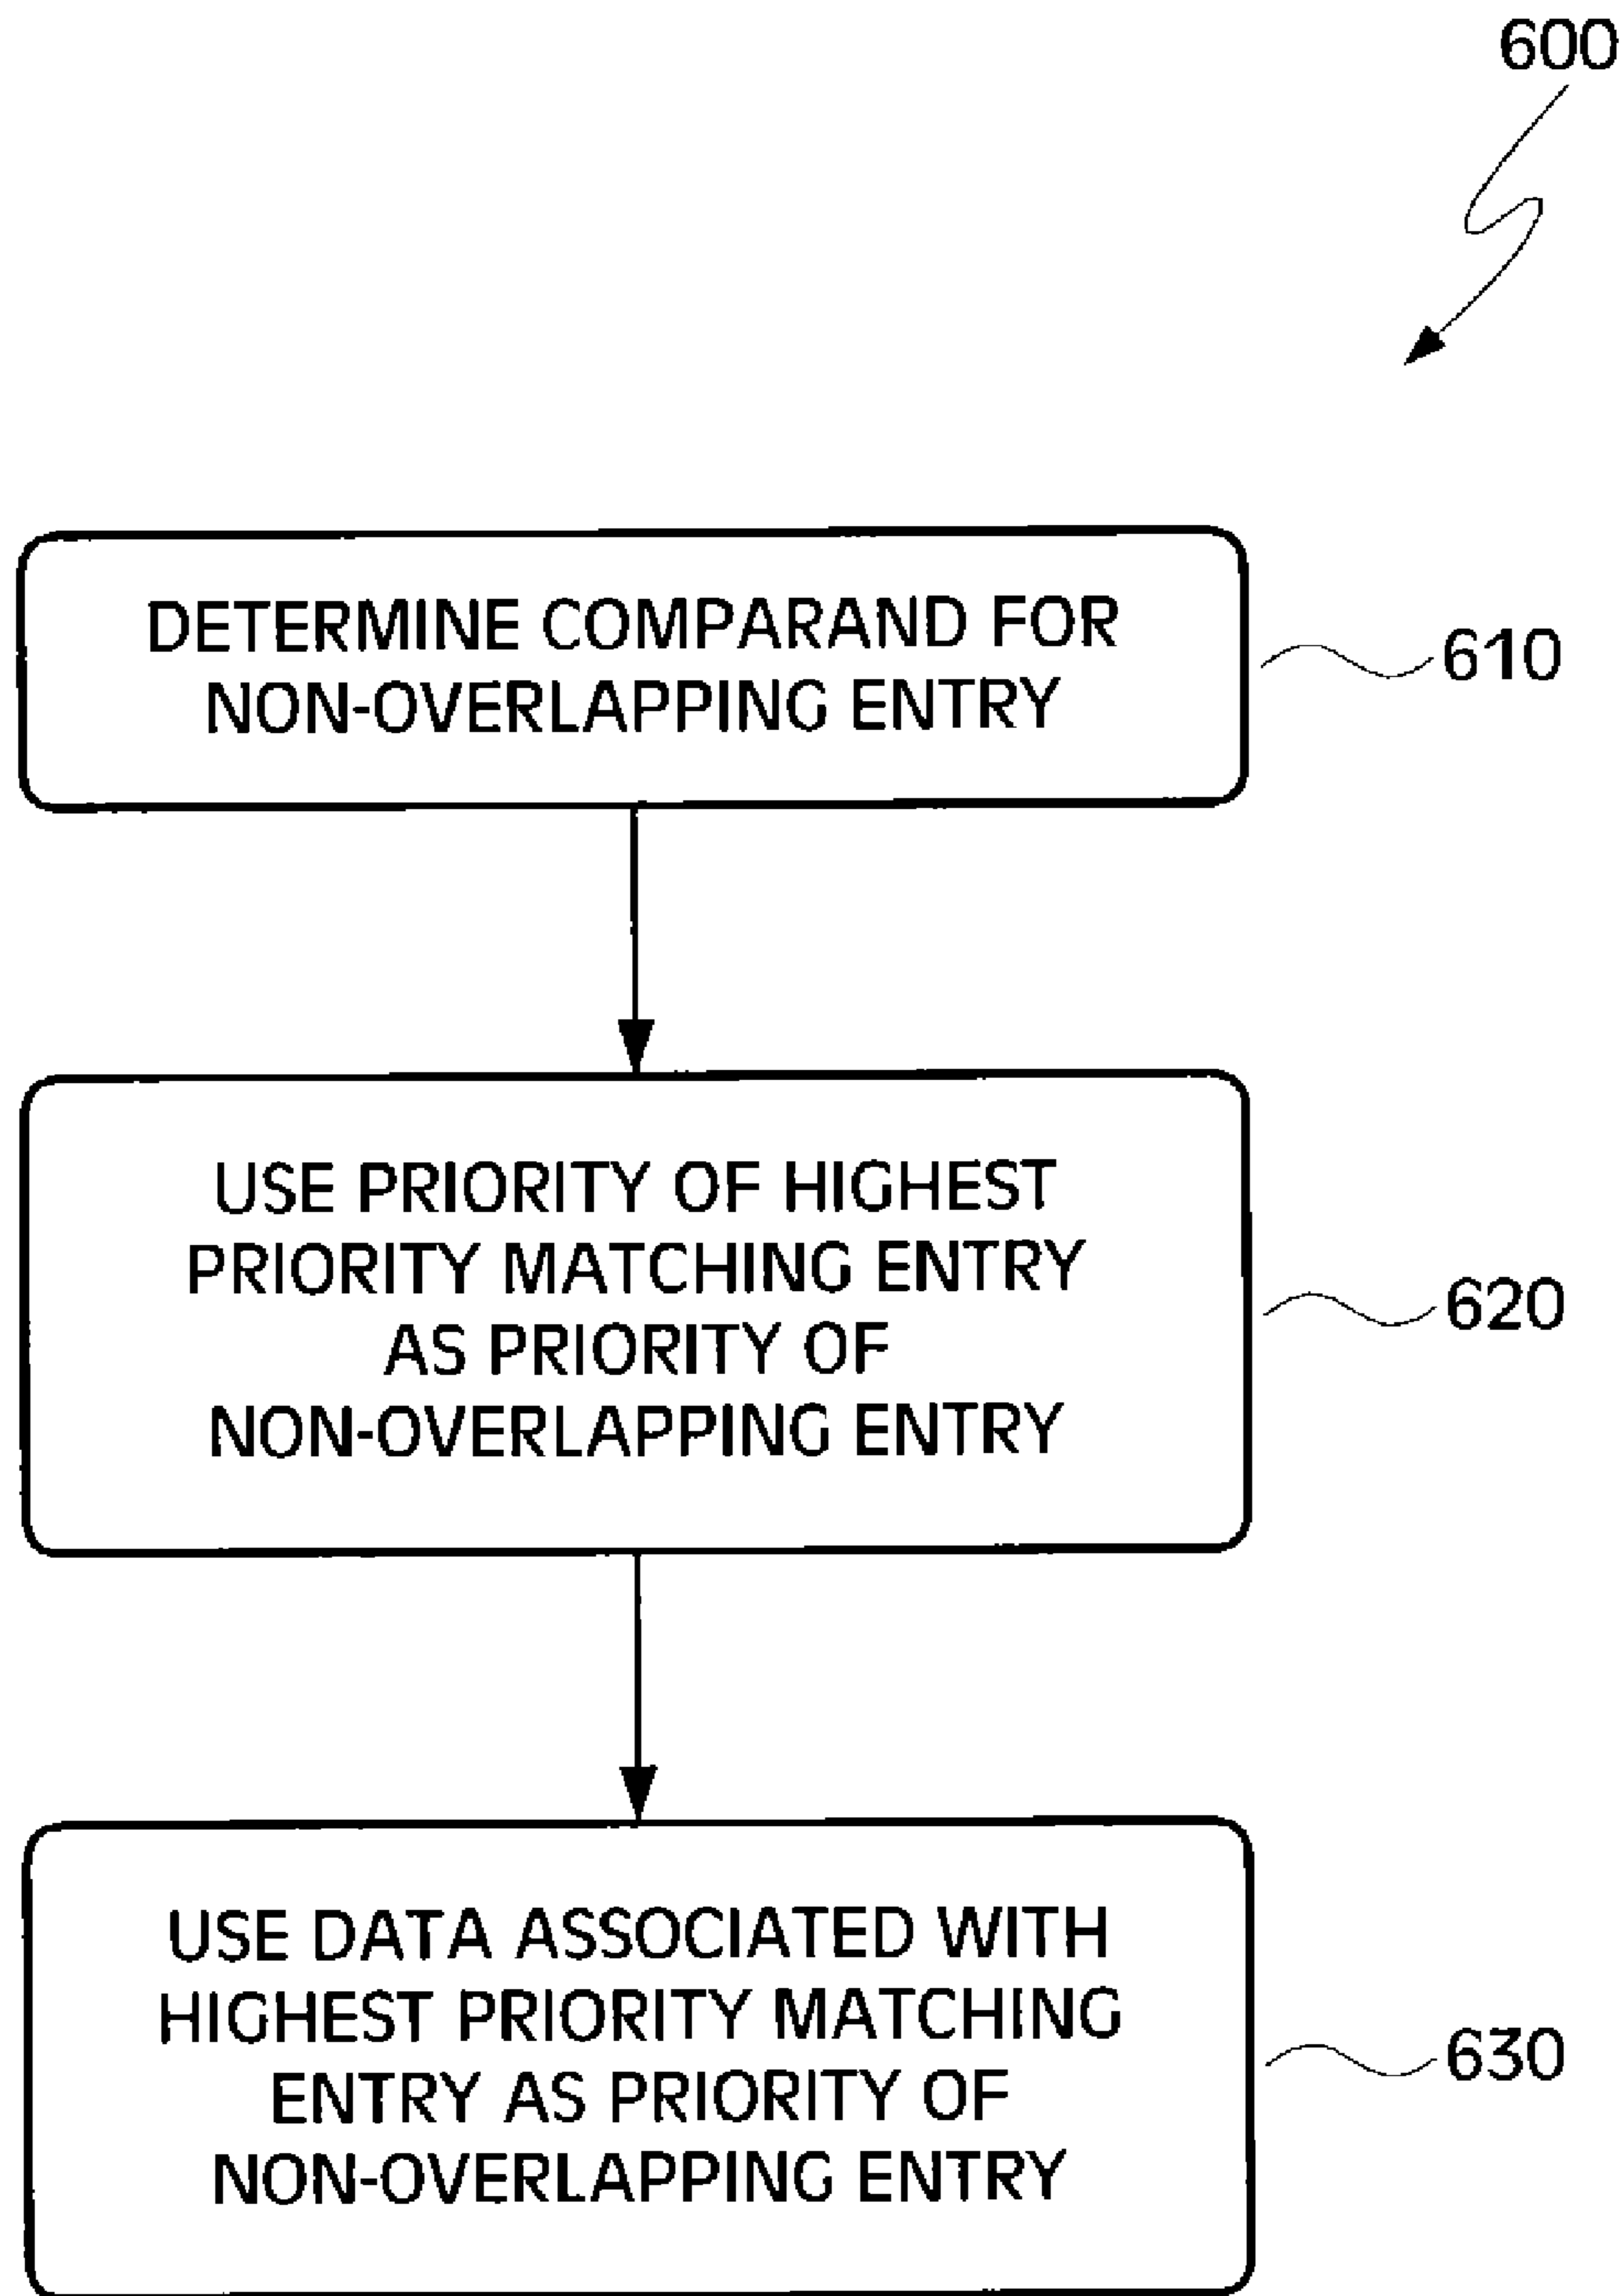 600
DETERMINE COMPARAND FOR
NON-OVERLAPPING ENTRY
610
USE PRIORITY OF HIGHEST
PRIORITY MATCHING ENTRY
AS PRIORITY OF
NON-OVERLAPPING ENTRY
620
USE DATA ASSOCIATED WITH
HIGHEST PRIORITY MATCHING
ENTRY AS PRIORITY OF
NON-OVERLAPPING ENTRY
630